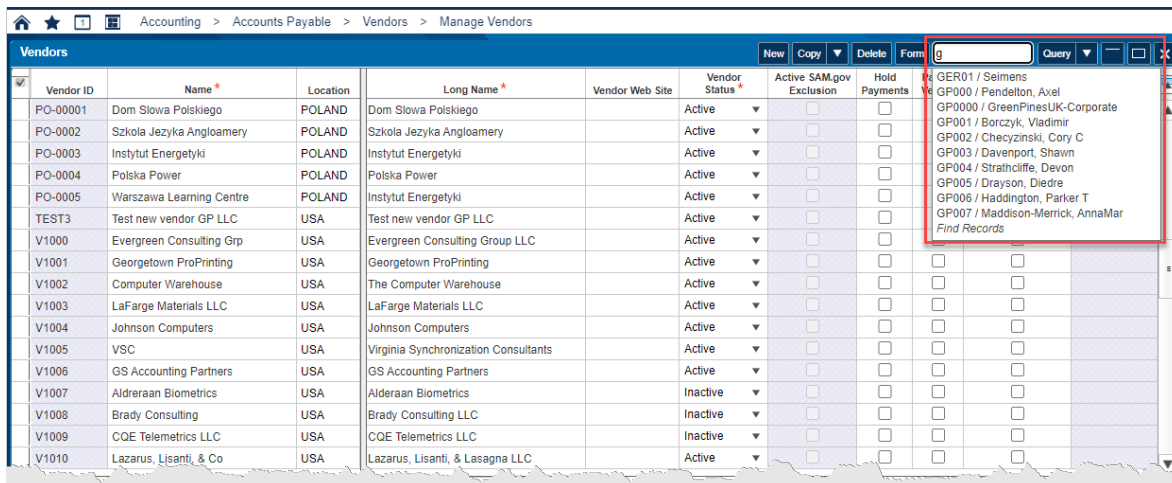 1 Accounting > Accounts Payable > Vendors > Manage Vendors
Vendors New Copy ▼ Delete Form g Query ▼
Vendor ID Name * Location Long Name * Vendor Web Site Vendor Status * Active SAM.gov Exclusion Hold Payments
PO-00001 Dom Slowa Polskiego POLAND Dom Slowa Polskiego Active
PO-0002 Szkola Jezyka Angloamery POLAND Szkola Jezyka Angloamery Active
PO-0003 Instytut Energetyki POLAND Instytut Energetyki Active
PO-0004 Polska Power POLAND Polska Power Active
PO-0005 Warszawa Learning Centre POLAND Instytut Energetyki Active
TEST3 Test new vendor GP LLC USA Test new vendor GP LLC Active
V1000 Evergreen Consulting Grp USA Evergreen Consulting Group LLC Active
V1001 Georgetown ProPrinting USA Georgetown ProPrinting Active
V1002 Computer Warehouse USA The Computer Warehouse Active
V1003 LaFarge Materials LLC USA LaFarge Materials LLC Active
V1004 Johnson Computers USA Johnson Computers Active
V1005 VSC USA Virginia Synchronization Consultants Active
V1006 GS Accounting Partners USA GS Accounting Partners Active
V1007 Aldreraan Biometrics USA Alderaan Biometrics Inactive
V1008 Brady Consulting USA Brady Consulting LLC Inactive
V1009 CQE Telemetrics LLC USA CQE Telemetrics LLC Inactive
V1010 Lazarus, Lisanti, & Co USA Lazarus, Lisanti, & Lasagna LLC Active
GER01 / Seimens
GP000 / Pendelton, Axel
GP0000 / GreenPinesUK-Corporate
GP001 / Borczyk, Vladimir
GP002 / Checyzinski, Cory C
GP003 / Davenport, Shawn
GP004 / Strathcliffe, Devon
GP005 / Drayson, Diedre
GP006 / Haddington, Parker T
GP007 / Maddison-Merrick, AnnaMar
Find Records